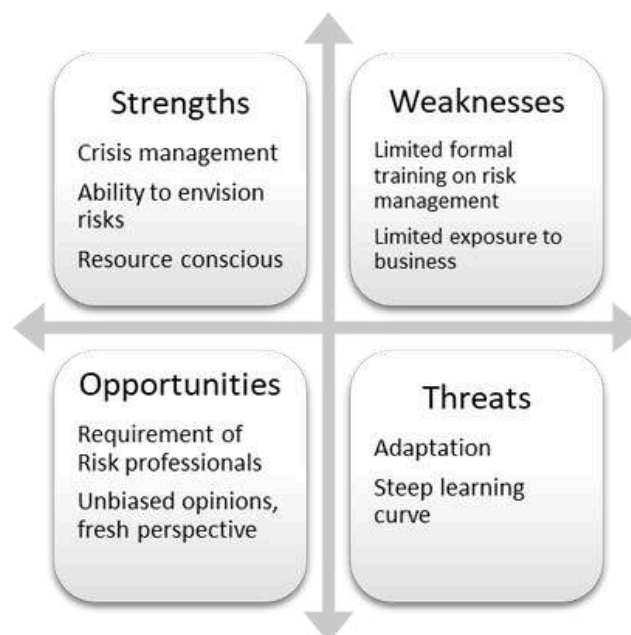 Strengths
Crisis management
Ability to envision
risks
Resource conscious
Weaknesses
Limited formal
training on risk
management
Limited exposure to
business
Opportunities
Requirement of
Risk professionals
Unbiased opinions,
fresh perspective
Threats
Adaptation
Steep learning
curve